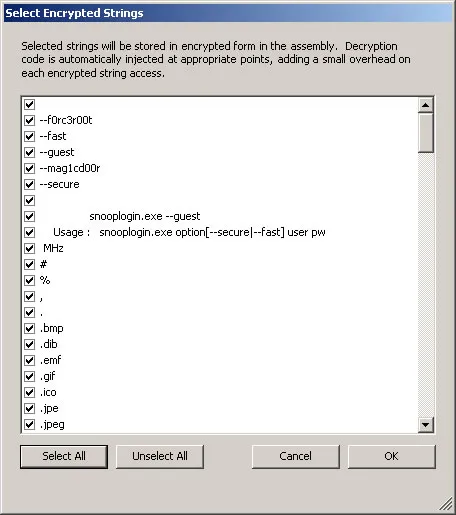 Select Encrypted Strings
Selected strings will be stored in encrypted form in the assembly. Decryption
code is automatically injected at appropriate points, adding a small overhead on
each encrypted string access.
--f0rc3r00t
--fast
--guest
--mag1cd00r
--secure
snooplogin.exe --guest
Usage : snooplogin.exe option[--secure|--fast] user pw
MHz
#
%
,
.
.bmp
.dib
.emf
.gif
.ico
.jpe
.jpeg
Select All
Unselect All
Cancel
OK